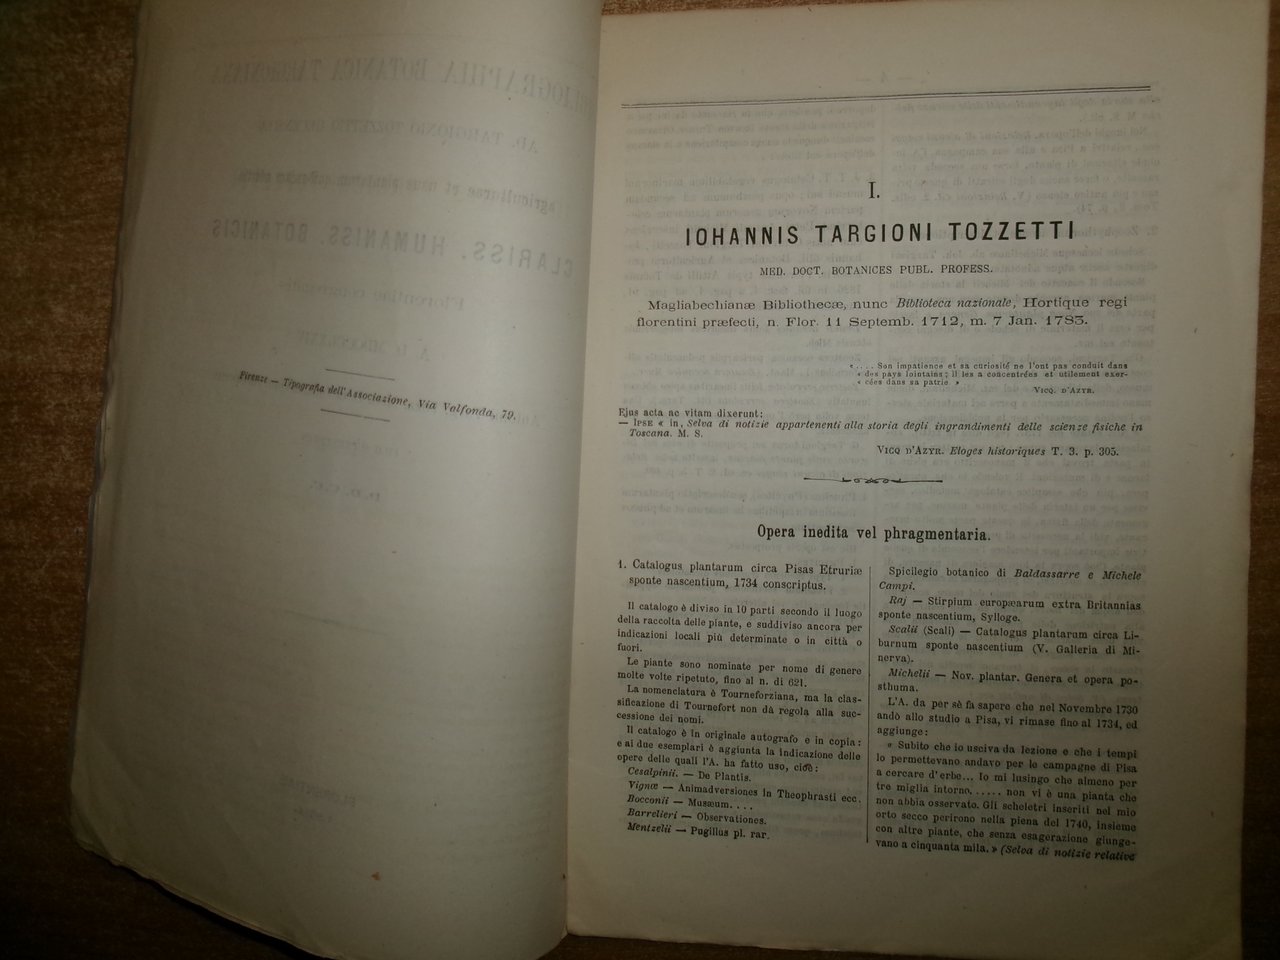 Firenze — Tipografia dell'Associazione, Via Valfonda, 79.
I.
IOHANNIS TARGIONI TOZZETTI
MED. DOCT. BOTANICES PUBL. PROFESS.
Magliabechianæ Bibliothecæ, nunc Biblioteca nazionale, Hortique regi
florentini præfecti, n. Flor. 11 Septemb. 1712, m. 7 Jan. 1783.
« . . . . Son impatience et sa curiosité ne l'ont pas conduit dans
« des pays lointains; il les a concentrées et utilement exer-
« cées dans sa patrie »
VICQ. D'AZYR.
Ejus acta ac vitam dixerunt:
— IPSE « in, Selva di notizie appartenenti alla storia degli ingrandimenti delle scienze fisiche in
Toscana. M. S.
VICQ D'AZYR. Eloges historiques T. 3. p. 305.
Opera inedita vel phragmentaria.
1. Catalogus plantarum circa Pisas Etruriæ
sponte nascentium, 1734 conscriptus.
Il catalogo è diviso in 10 parti secondo il luogo
della raccolta delle piante, e suddiviso ancora per
indicazioni locali più determinate o in città o
fuori.
Le piante sono nominate per nome di genere
molte volte ripetuto, fino al n. di 621.
La nomenclatura è Tourneforziana, ma la clas-
sificazione di Tournefort non dà regola alla suc-
cessione dei nomi.
Il catalogo è in originale autografo e in copia:
e ai due esemplari è aggiunta la indicazione delle
opere delle quali l'A. ha fatto uso, cioè:
Cesalpinii. — De Plantis.
Vignæ — Animadversiones in Theophrasti ecc.
Bocconii — Musæum. . . .
Barrelieri — Observationes.
Mentzelii — Pugillus pl. rar.
Spicilegio botanico di Baldassarre e Michele
Campi.
Raj — Stirpium europæarum extra Britannias
sponte nascentium, Sylloge.
Scalii (Scali) — Catalogus plantarum circa Li-
burnum sponte nascentium (V. Galleria di Mi-
nerva).
Michelii — Nov. plantar. Genera et opera po-
sthuma.
L'A. da per sè fa sapere che nel Novembre 1730
andò allo studio a Pisa, vi rimase fino al 1734, ed
aggiunge:
« Subito che io usciva da lezione e che i tempi
lo permettevano andavo per le campagne di Pisa
a cercare d'erbe... Io mi lusingo che almeno per
tre miglia intorno. . . . . . non vi è una pianta che
non abbia osservato. Gli scheletri inseriti nel mio
orto secco perirono nella piena del 1740, insieme
con altre piante, che senza esagerazione giunge-
vano a cinquanta mila. » (Selva di notizie relative